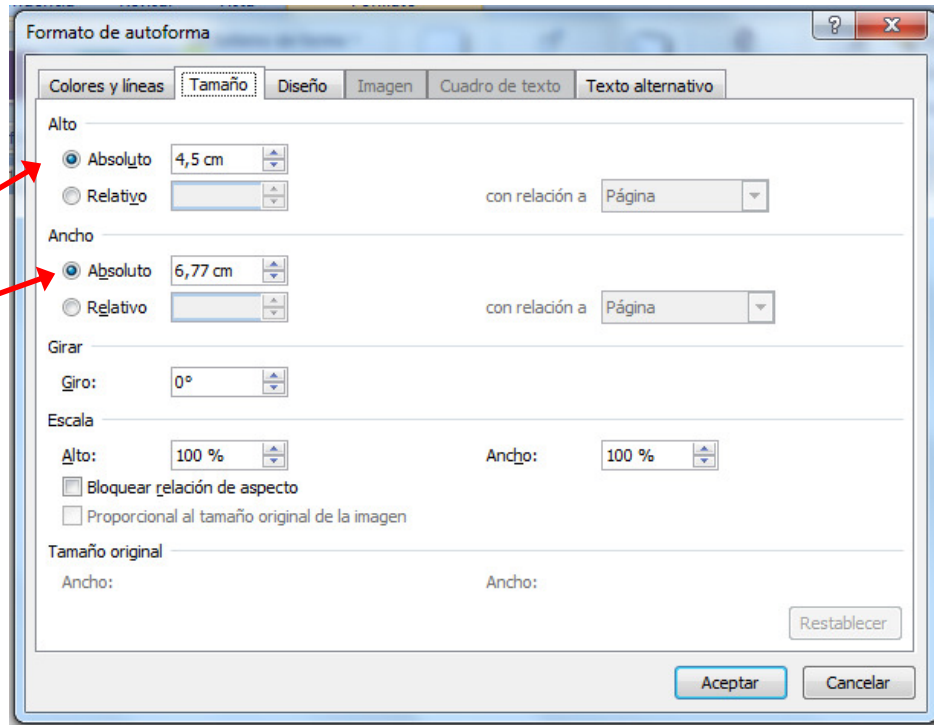 Formato de autoforma
Colores y líneas Tamaño Diseño Imagen Cuadro de texto Texto alternativo
Alto
Absoluto 4,5 cm
Relativo con relación a Página
Ancho
Absoluto 6,77 cm
Relativo con relación a Página
Girar
Giro: 0°
Escala
Alto: 100 % Ancho: 100 %
Bloquear relación de aspecto
Proporcional al tamaño original de la imagen
Tamaño original
Ancho: Ancho:
Restablecer
Aceptar Cancelar